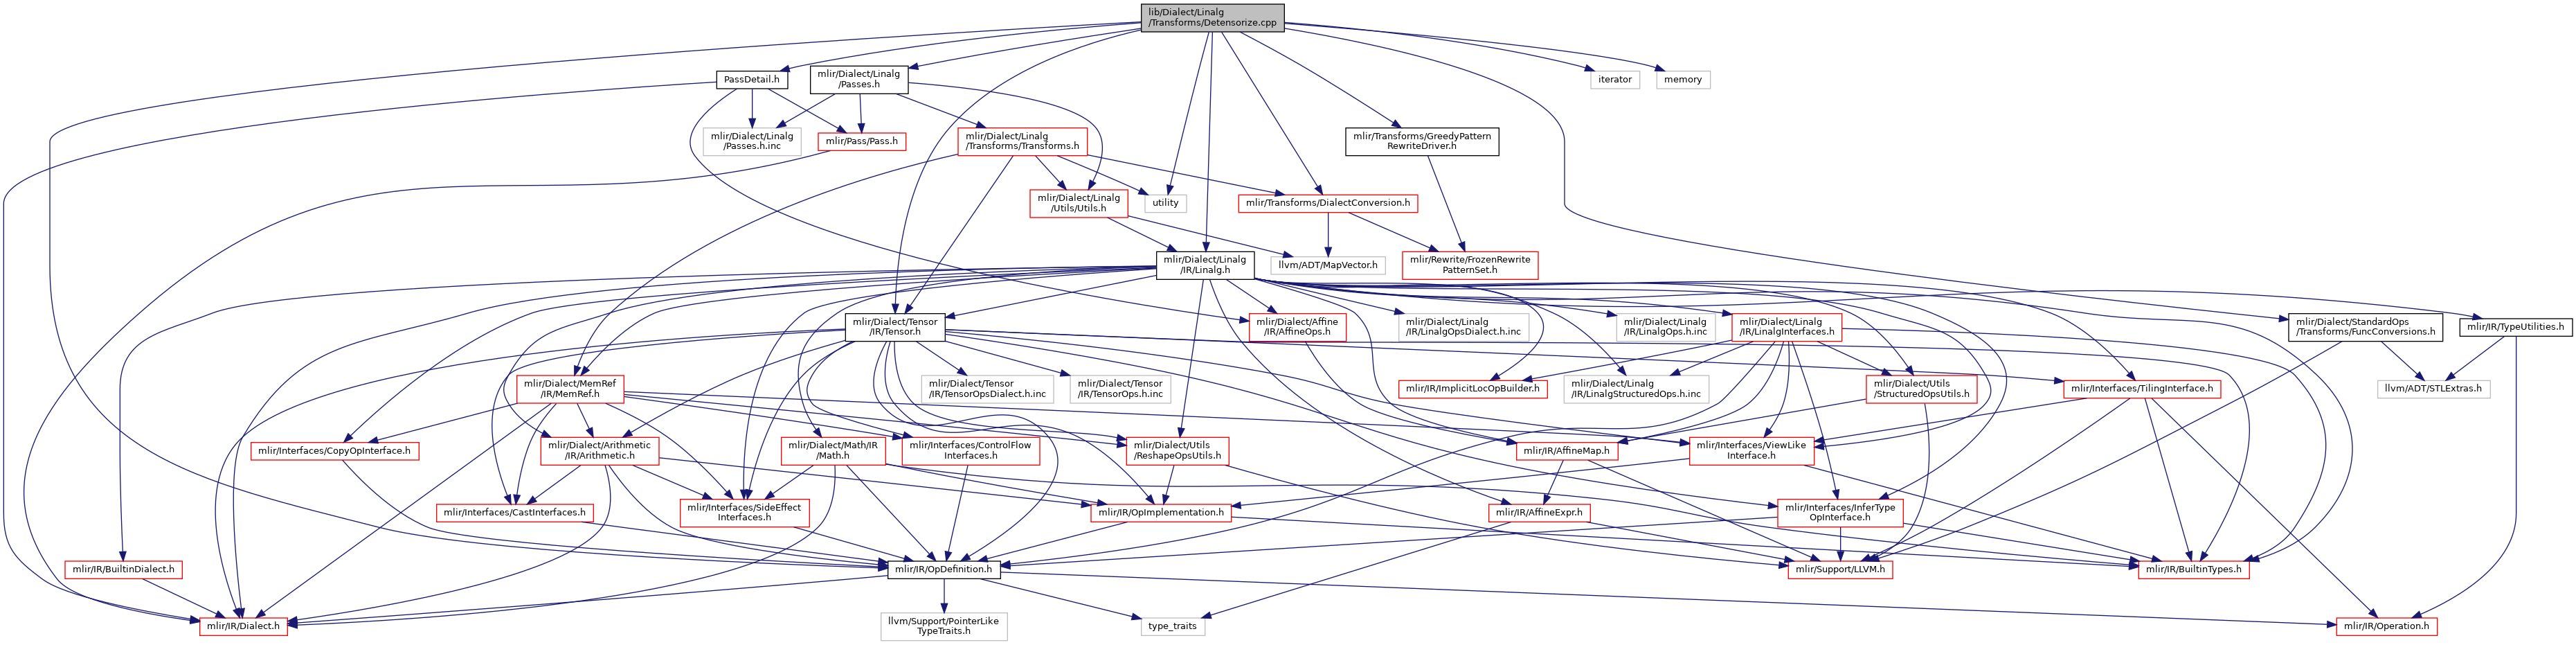 lib/Dialect/Linalg
/Transforms/Detensorize.cpp
PassDetail.h
mlir/Dialect/Linalg
/Passes.h
iterator
memory
mlir/Dialect/Linalg
/Passes.h.inc
mlir/Pass/Pass.h
mlir/Dialect/Linalg
/Transforms/Transforms.h
mlir/Transforms/GreedyPattern
RewriteDriver.h
mlir/Dialect/Linalg
/Utils/Utils.h
utility
mlir/Transforms/DialectConversion.h
mlir/Dialect/Linalg
/IR/Linalg.h
llvm/ADT/MapVector.h
mlir/Rewrite/FrozenRewrite
PatternSet.h
mlir/Dialect/Tensor
/IR/Tensor.h
mlir/Dialect/Affine
/IR/AffineOps.h
mlir/Dialect/Linalg
/IR/LinalgOpsDialect.h.inc
mlir/Dialect/Linalg
/IR/LinalgOps.h.inc
mlir/Dialect/Linalg
/IR/LinalgInterfaces.h
mlir/Dialect/StandardOps
/Transforms/FuncConversions.h
mlir/IR/TypeUtilities.h
mlir/Dialect/MemRef
/IR/MemRef.h
mlir/Dialect/Tensor
/IR/TensorOpsDialect.h.inc
mlir/Dialect/Tensor
/IR/TensorOps.h.inc
mlir/IR/ImplicitLocOpBuilder.h
mlir/Dialect/Linalg
/IR/LinalgStructuredOps.h.inc
mlir/Dialect/Utils
/StructuredOpsUtils.h
mlir/Interfaces/TilingInterface.h
llvm/ADT/STLExtras.h
mlir/Interfaces/CopyOpInterface.h
mlir/Dialect/Arithmetic
/IR/Arithmetic.h
mlir/Dialect/Math/IR
/Math.h
mlir/Interfaces/ControlFlow
Interfaces.h
mlir/Dialect/Utils
/ReshapeOpsUtils.h
mlir/IR/AffineMap.h
mlir/Interfaces/ViewLike
Interface.h
mlir/Interfaces/CastInterfaces.h
mlir/Interfaces/SideEffect
Interfaces.h
mlir/IR/OpImplementation.h
mlir/IR/AffineExpr.h
mlir/Interfaces/InferType
OpInterface.h
mlir/IR/BuiltinDialect.h
mlir/IR/OpDefinition.h
mlir/Support/LLVM.h
mlir/IR/BuiltinTypes.h
mlir/IR/Dialect.h
llvm/Support/PointerLike
TypeTraits.h
type_traits
mlir/IR/Operation.h